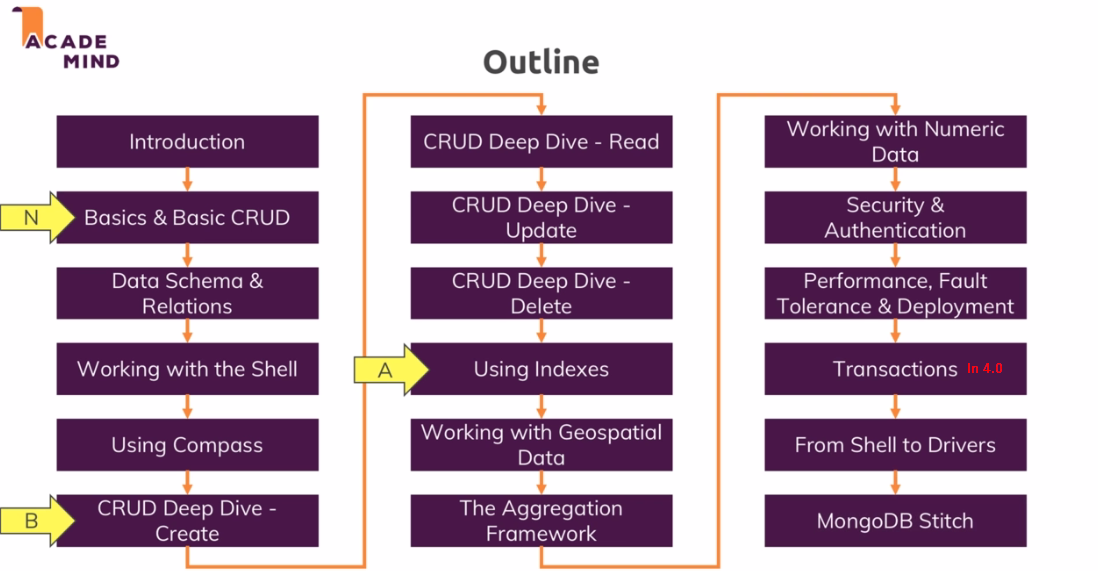 ACADE
MIND
Outline
Introduction
N
Basics & Basic CRUD
Data Schema &
Relations
Working with the Shell
Using Compass
B
CRUD Deep Dive -
Create
CRUD Deep Dive - Read
CRUD Deep Dive -
Update
CRUD Deep Dive -
Delete
A
Using Indexes
Working with Geospatial
Data
The Aggregation
Framework
Working with Numeric
Data
Security &
Authentication
Performance, Fault
Tolerance & Deployment
Transactions In 4.0
From Shell to Drivers
MongoDB Stitch